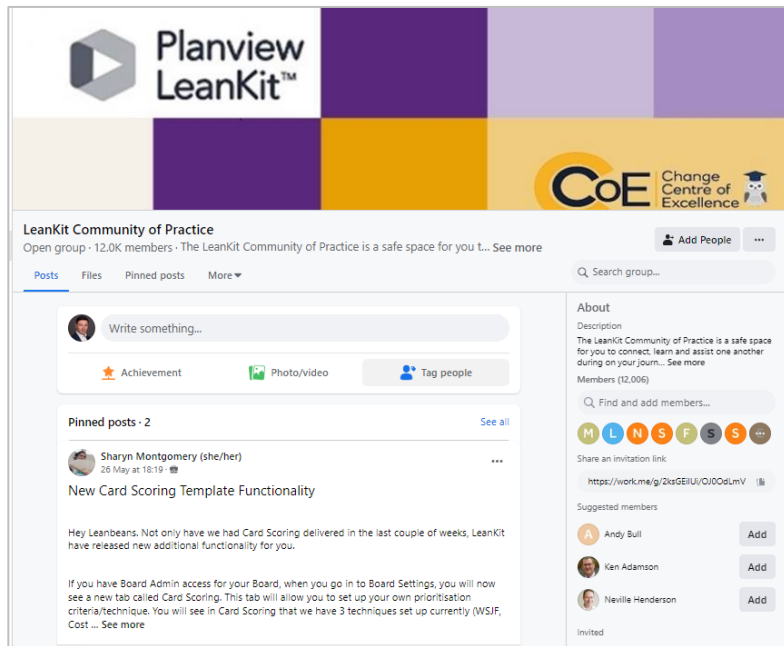 Planview
LeanKit™
CoE
Change
Centre of
Excellence
LeanKit Community of Practice
Open group · 12.0K members · The LeanKit Community of Practice is a safe space for you t... See more
Add People
Posts Files Pinned posts More
Search group...
Write something...
Achievement Photo/video Tag people
Pinned posts · 2 See all
Sharyn Montgomery (she/her)
26 May at 18:19 ·
New Card Scoring Template Functionality
Hey Leanbeans. Not only have we had Card Scoring delivered in the last couple of weeks, LeanKit
have released new additional functionality for you.
If you have Board Admin access for your Board, when you go in to Board Settings, you will now
see a new tab called Card Scoring. This tab will allow you to set up your own prioritisation
criteria/technique. You will see in Card Scoring that we have 3 techniques set up currently (WSJF,
Cost ... See more
About
Description
The LeanKit Community of Practice is a safe space
for you to connect, learn and assist one another
during on your journ... See more
Members (12,006)
Find and add members...
M L N S F S S
Share an invitation link
https://work.me/g/2ksGEiIUi/OJ0OdLmV
Suggested members
A Andy Bull Add
Ken Adamson Add
Neville Henderson Add
Invited